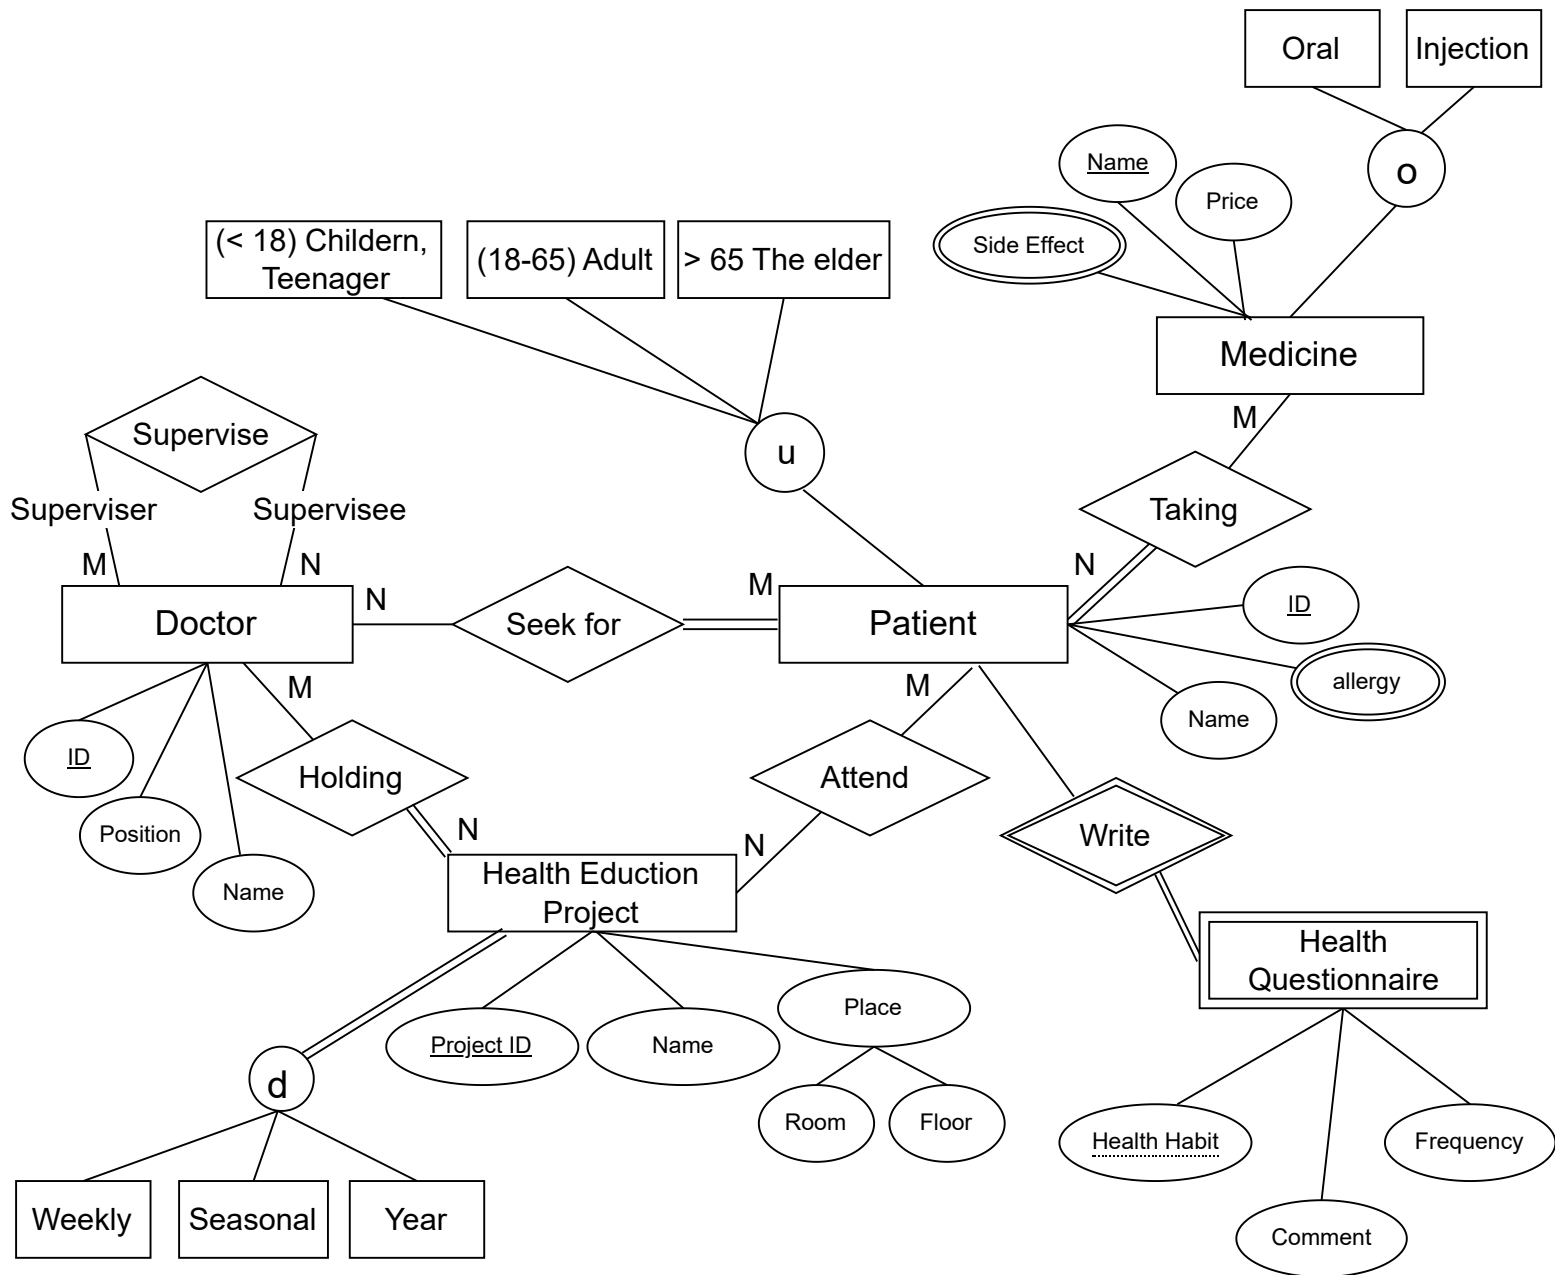 Oral
Injection
o
Name
Price
Side Effect
(< 18) Childern,
Teenager
(18-65) Adult
> 65 The elder
Medicine
M
Supervise
u
Taking
Superviser
Supervisee
M
N
N
Doctor
N
Seek for
M
Patient
ID
allergy
Name
M
M
ID
Position
Name
Holding
N
Attend
N
Write
Health Eduction
Project
Health
Questionnaire
Project ID
Name
Place
Room
Floor
d
Health Habit
Frequency
Comment
Weekly
Seasonal
Year